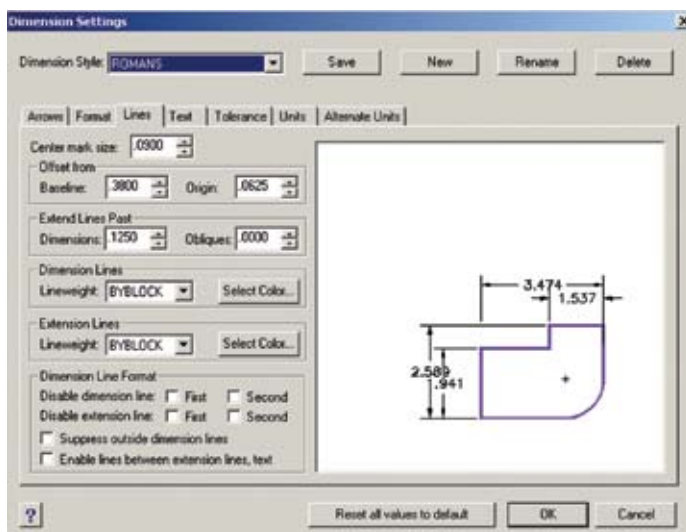 Dimension Settings
Dimension Style: ROMANS
Save New Rename Delete
Arrows Format Lines Text Tolerance Units Alternate Units
Center mark size: .0900
Offset from
Baseline: .3800 Origin: .0625
Extend Lines Past
Dimensions: .1250 Obliques: .0000
Dimension Lines
Lineweight: BYBLOCK Select Color...
Extension Lines
Lineweight: BYBLOCK Select Color...
Dimension Line Format
Disable dimension line: First Second
Disable extension line: First Second
Suppress outside dimension lines
Enable lines between extension lines, text
3.474
1.537
2.589
.941
? Reset all values to default OK Cancel